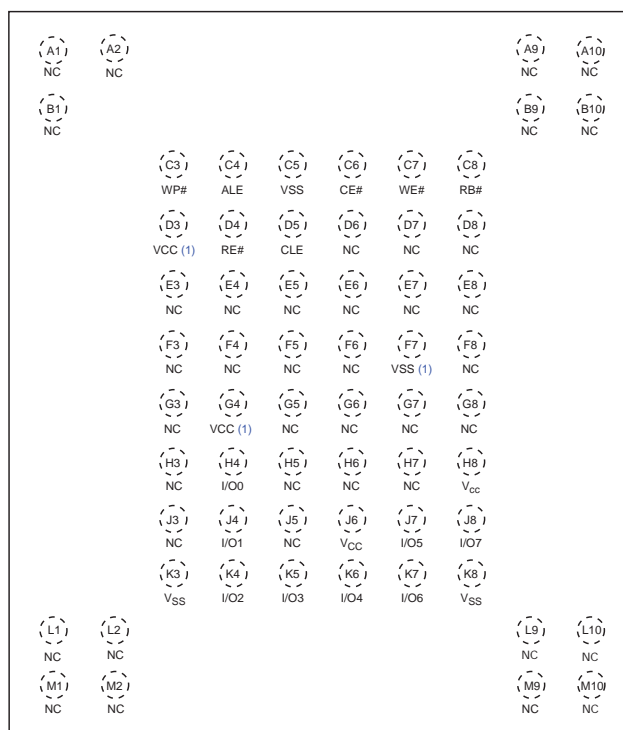 A1 A2 A9 A10
NC NC NC NC
B1 B9 B10
NC NC NC
C3 C4 C5 C6 C7 C8
WP# ALE VSS CE# WE# RB#
D3 D4 D5 D6 D7 D8
VCC (1) RE# CLE NC NC NC
E3 E4 E5 E6 E7 E8
NC NC NC NC NC NC
F3 F4 F5 F6 F7 F8
NC NC NC NC VSS (1) NC
G3 G4 G5 G6 G7 G8
NC VCC (1) NC NC NC NC
H3 H4 H5 H6 H7 H8
NC I/O0 NC NC NC Vcc
J3 J4 J5 J6 J7 J8
NC I/O1 NC VCC I/O5 I/O7
K3 K4 K5 K6 K7 K8
VSS I/O2 I/O3 I/O4 I/O6 VSS
L1 L2 L9 L10
NC NC NC NC
M1 M2 M9 M10
NC NC NC NC